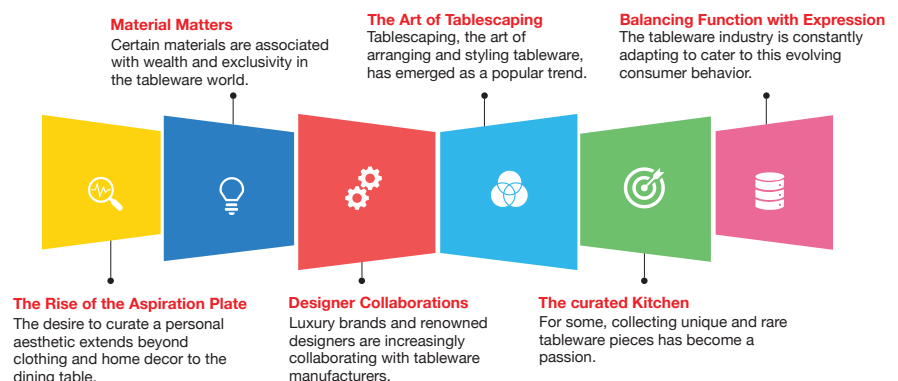 Material Matters
Certain materials are associated
with wealth and exclusivity in
the tableware world.
The Art of Tablescaping
Tablescaping, the art of
arranging and styling tableware,
has emerged as a popular trend.
Balancing Function with Expression
The tableware industry is constantly
adapting to cater to this evolving
consumer behavior.
The Rise of the Aspiration Plate
The desire to curate a personal
aesthetic extends beyond
clothing and home decor to the
dining table.
Designer Collaborations
Luxury brands and renowned
designers are increasingly
collaborating with tableware
manufacturers.
The curated Kitchen
For some, collecting unique and rare
tableware pieces has become a
passion.